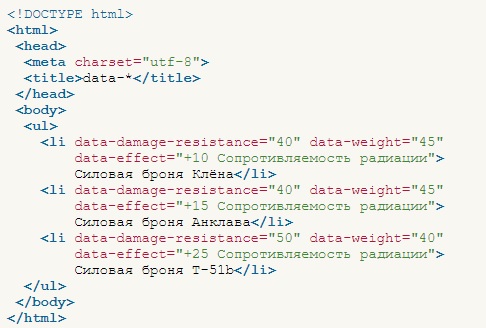 <!DOCTYPE html>
<html>
 <head>
  <meta charset="utf-8">
  <title>data-*</title>
 </head>
 <body>
  <ul>
    <li data-damage-resistance="40" data-weight="45"
        data-effect="+10 Сопротивляемость радиации">
        Силовая броня Клёна</li>
    <li data-damage-resistance="40" data-weight="45"
        data-effect="+15 Сопротивляемость радиации">
        Силовая броня Анклава</li>
    <li data-damage-resistance="50" data-weight="40"
        data-effect="+25 Сопротивляемость радиации">
        Силовая броня T-51b</li>
  </ul>
 </body>
</html>